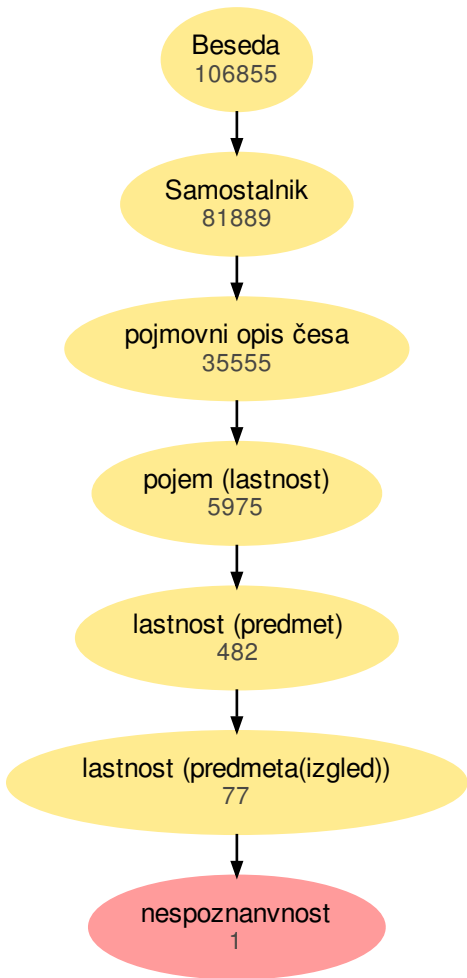 Beseda
106855
Samostalnik
81889
pojmovni opis česa
35555
pojem (lastnost)
5975
lastnost (predmet)
482
lastnost (predmeta(izgled))
77
nespoznanvnost
1